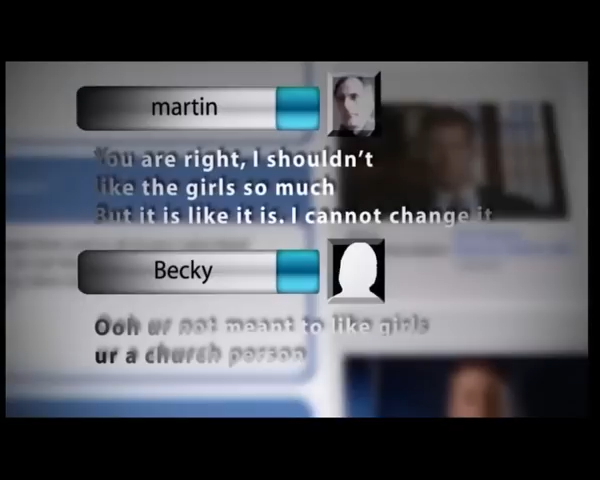 martin
You are right, I shouldn't
like the girls so much
But it is like it is. I cannot change it
Becky
Ooh ur not meant to like girls
ur a church person